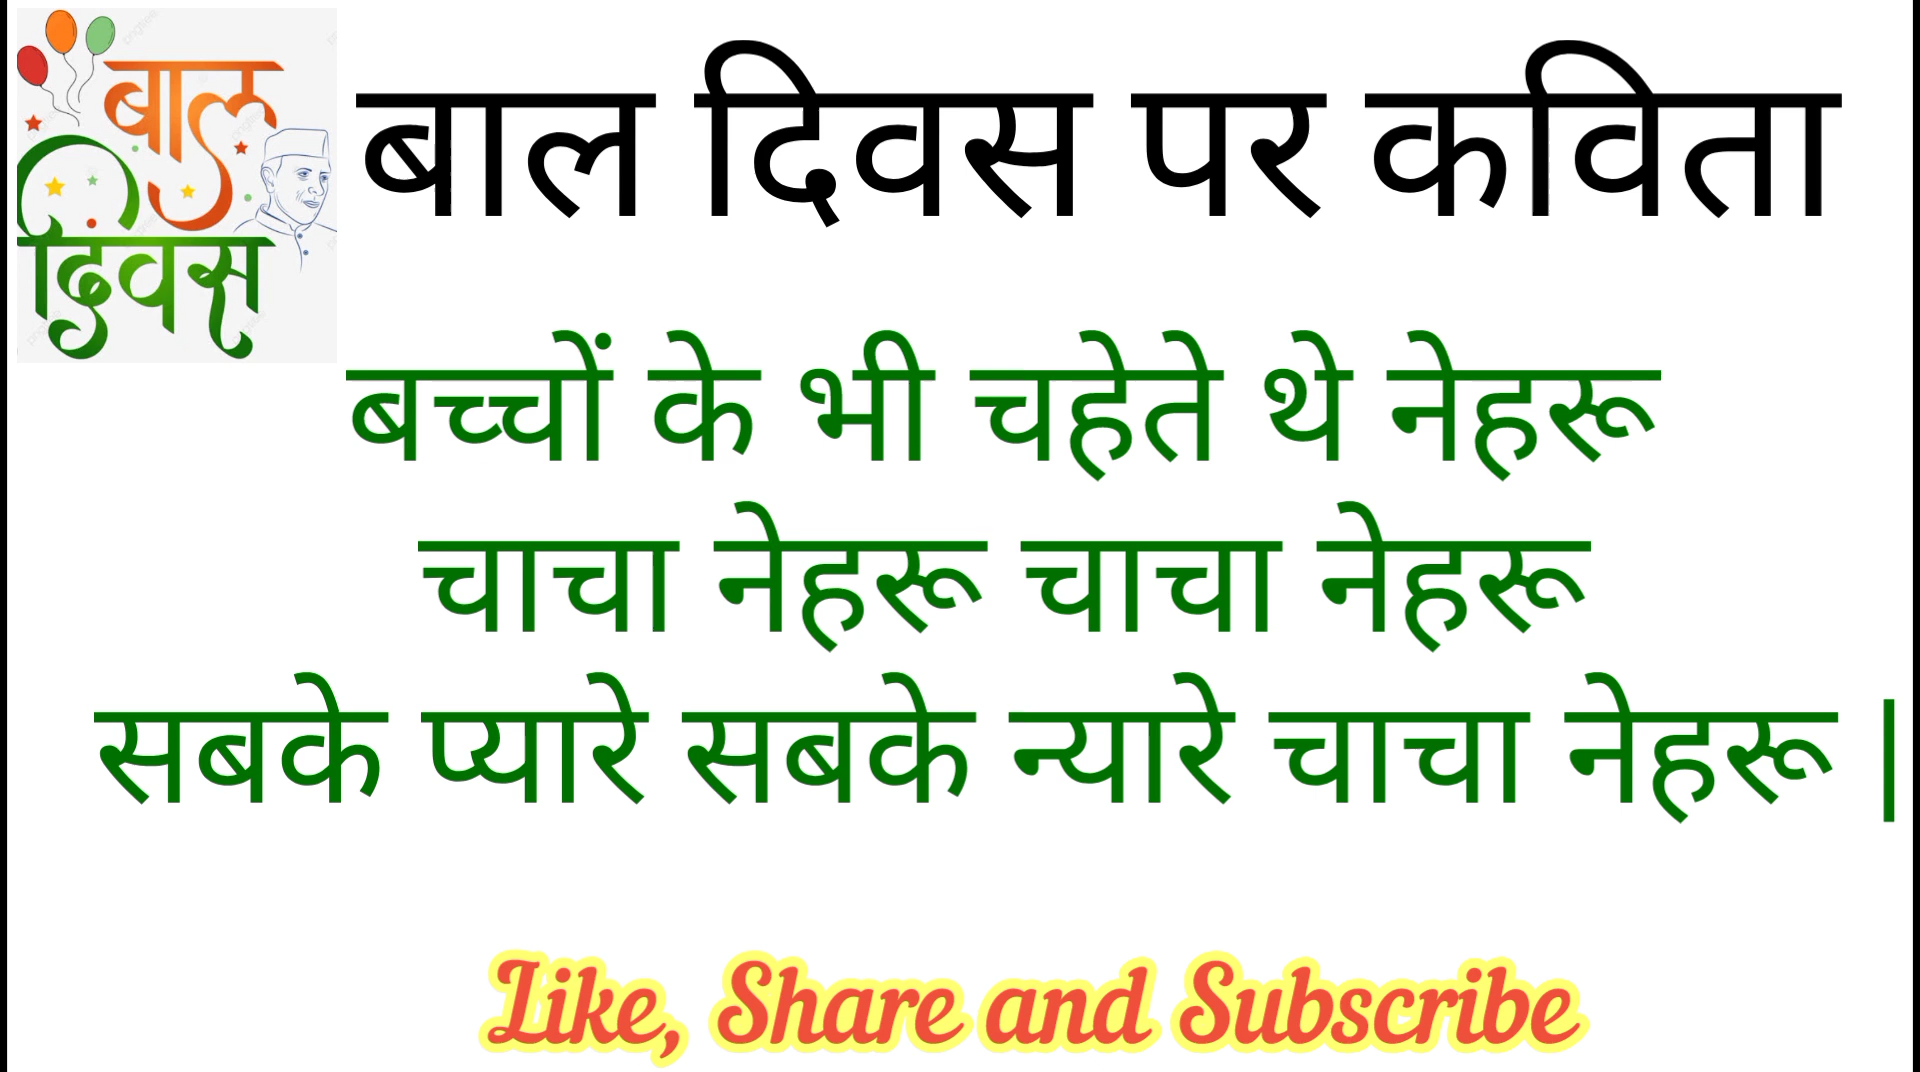 बाल
दिवस
बाल दिवस पर कविता
बच्चों के भी चहेते थे नेहरू
चाचा नेहरू चाचा नेहरू
सबके प्यारे सबके न्यारे चाचा नेहरू |
Like, Share and Subscribe